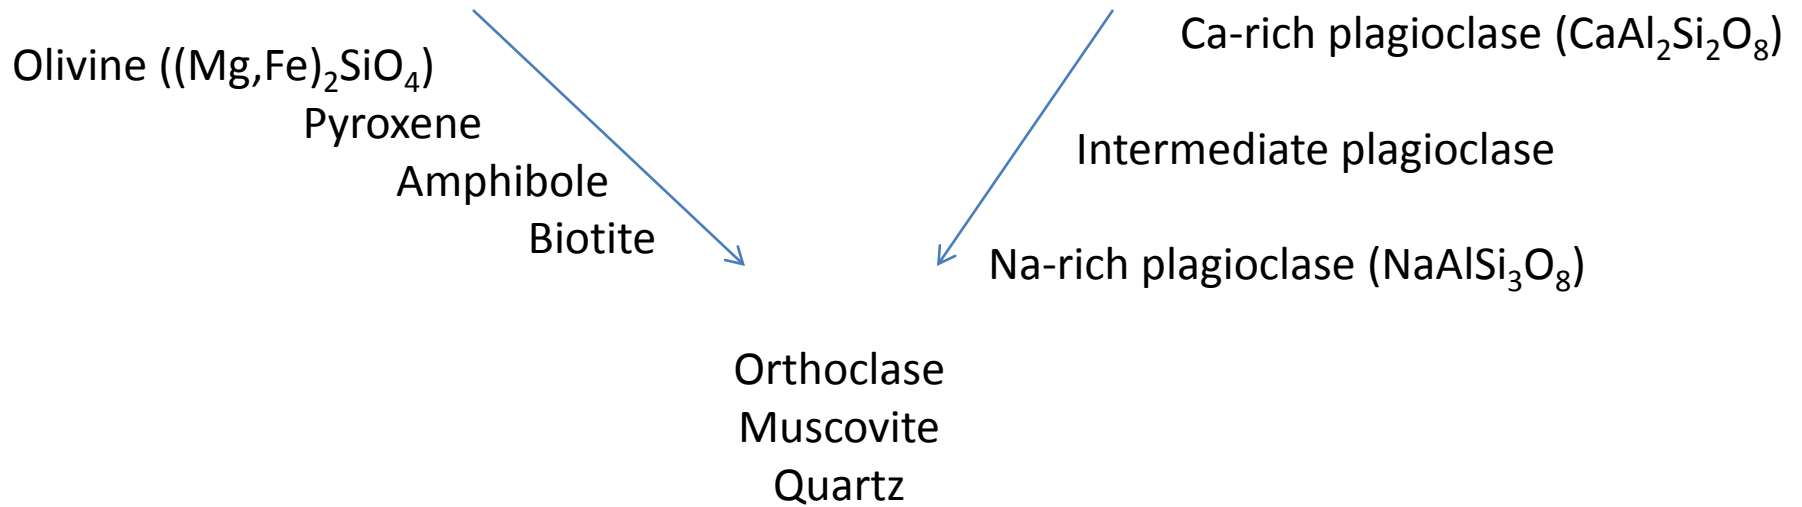 Olivine ((Mg,Fe)₂SiO₄)
Pyroxene
Amphibole
Biotite
Ca-rich plagioclase (CaAl₂Si₂O₈)
Intermediate plagioclase
Na-rich plagioclase (NaAlSi₃O₈)
Orthoclase
Muscovite
Quartz